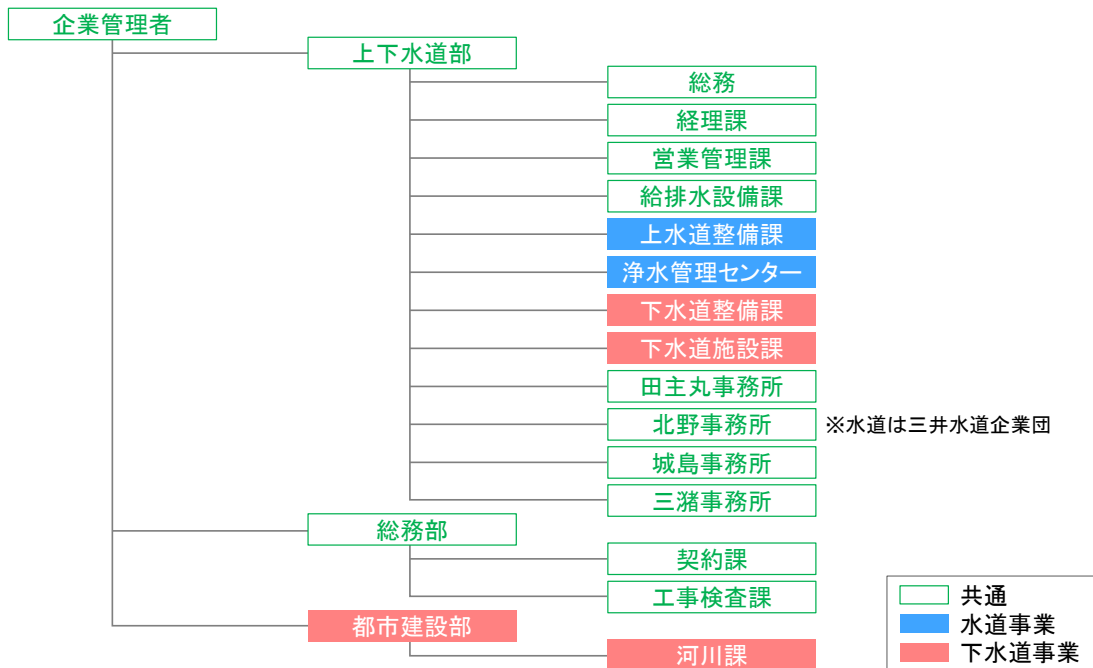 企業管理者
上下水道部
総務
経理課
営業管理課
給排水設備課
上水道整備課
浄水管理センター
下水道整備課
下水道施設課
田主丸事務所
北野事務所 ※水道は三井水道企業団
城島事務所
三潴事務所
総務部
契約課
工事検査課
都市建設部
河川課
共通
水道事業
下水道事業